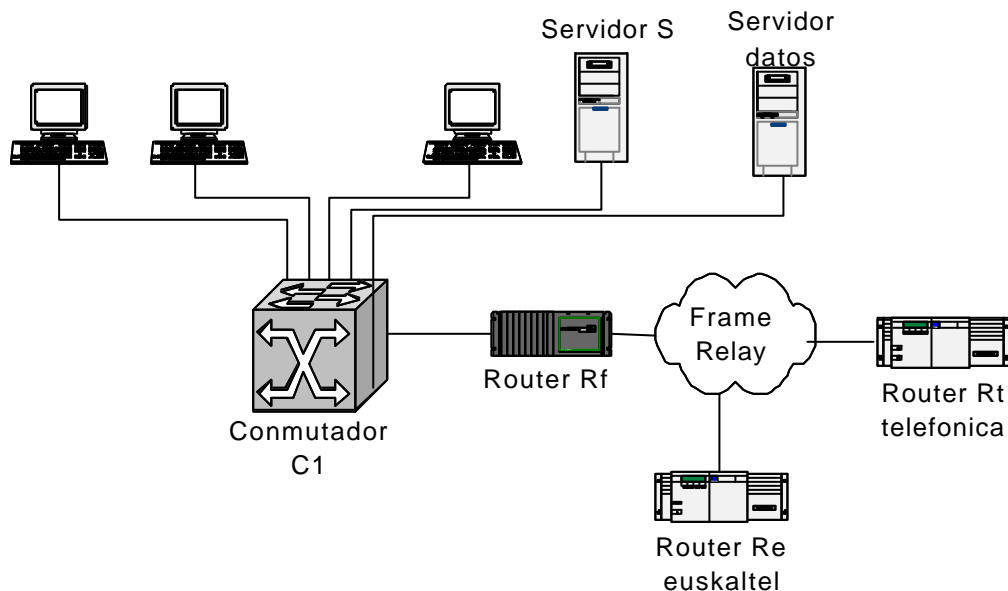 Servidor S
Servidor
datos
Frame
Relay
Router Rf
Router Rt
telefonica
Conmutador
C1
Router Re
euskaltel